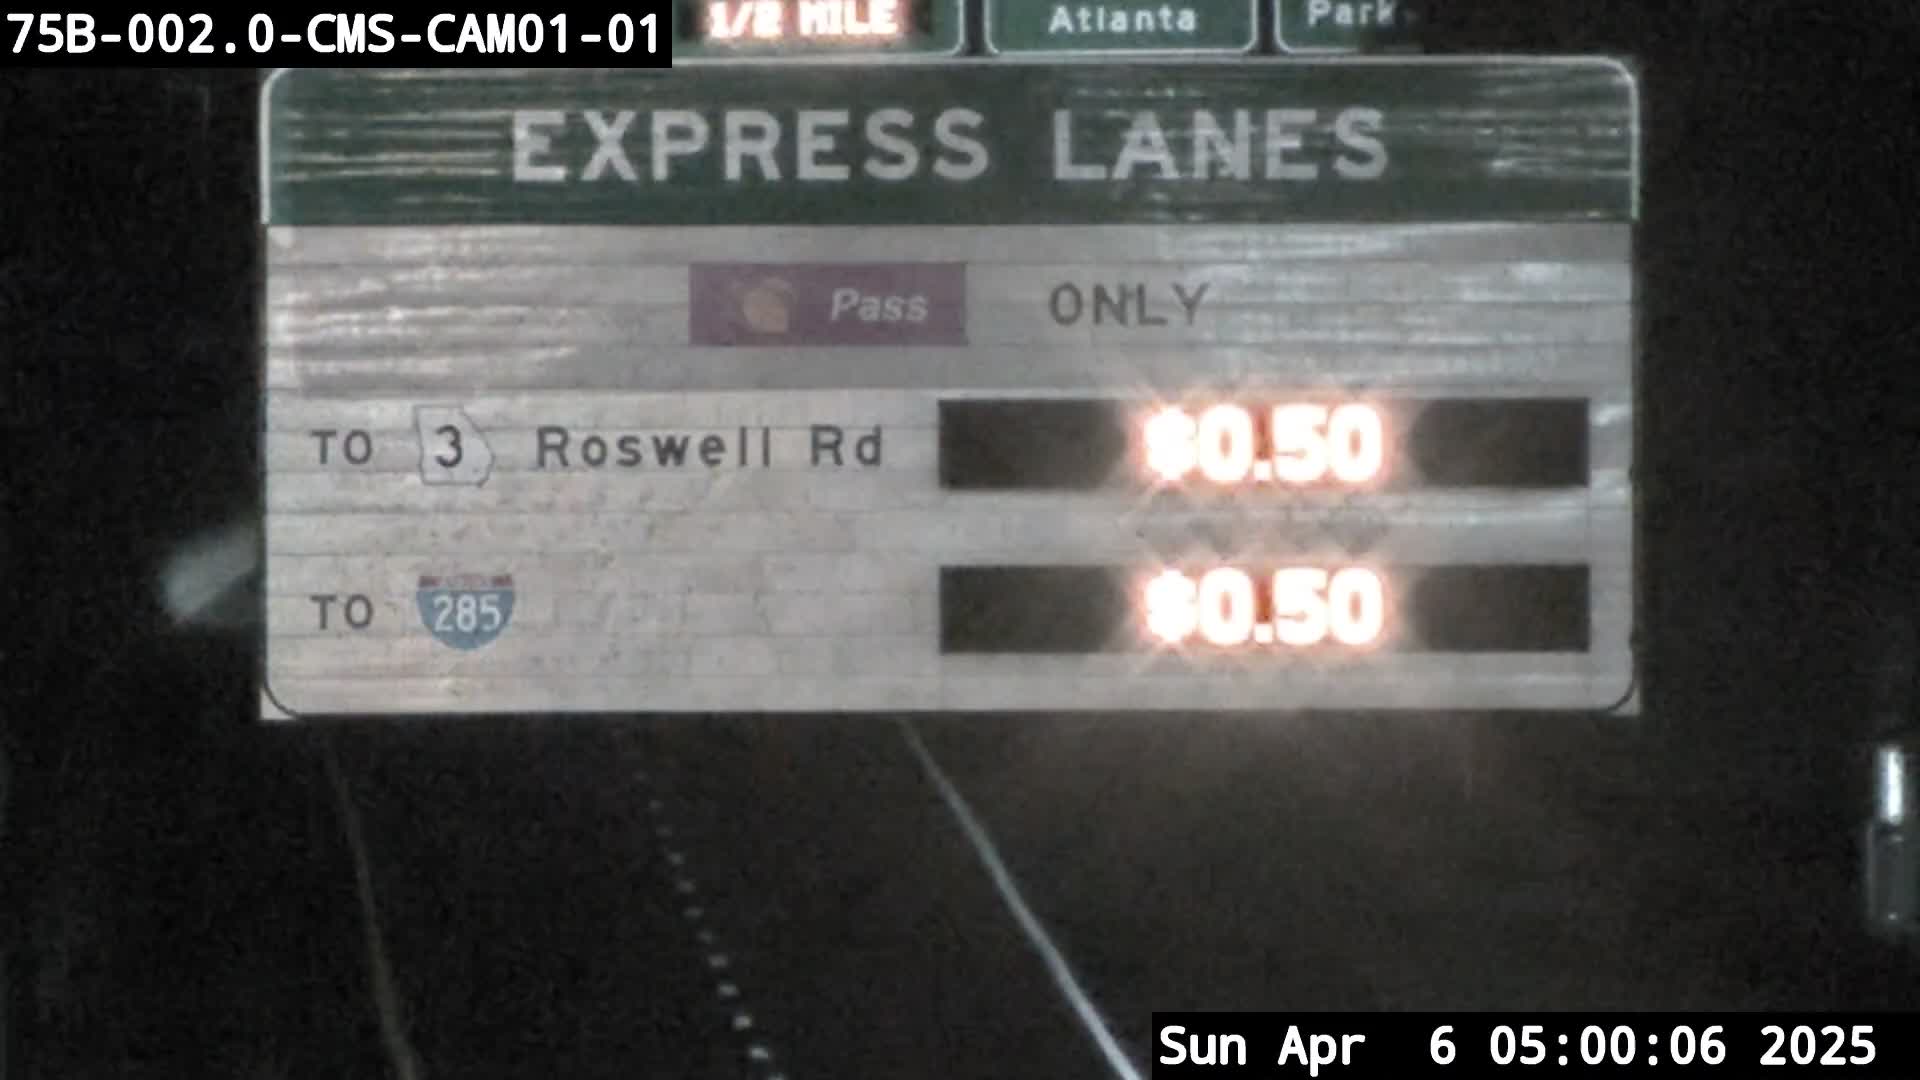 75B-002.0-CMS-CAM01-01
1/2 MILE
Atlanta
Park
EXPRESS LANES
Pass ONLY
TO 3 Roswell Rd $0.50
TO 285 $0.50
Sun Apr 6 05:00:06 2025